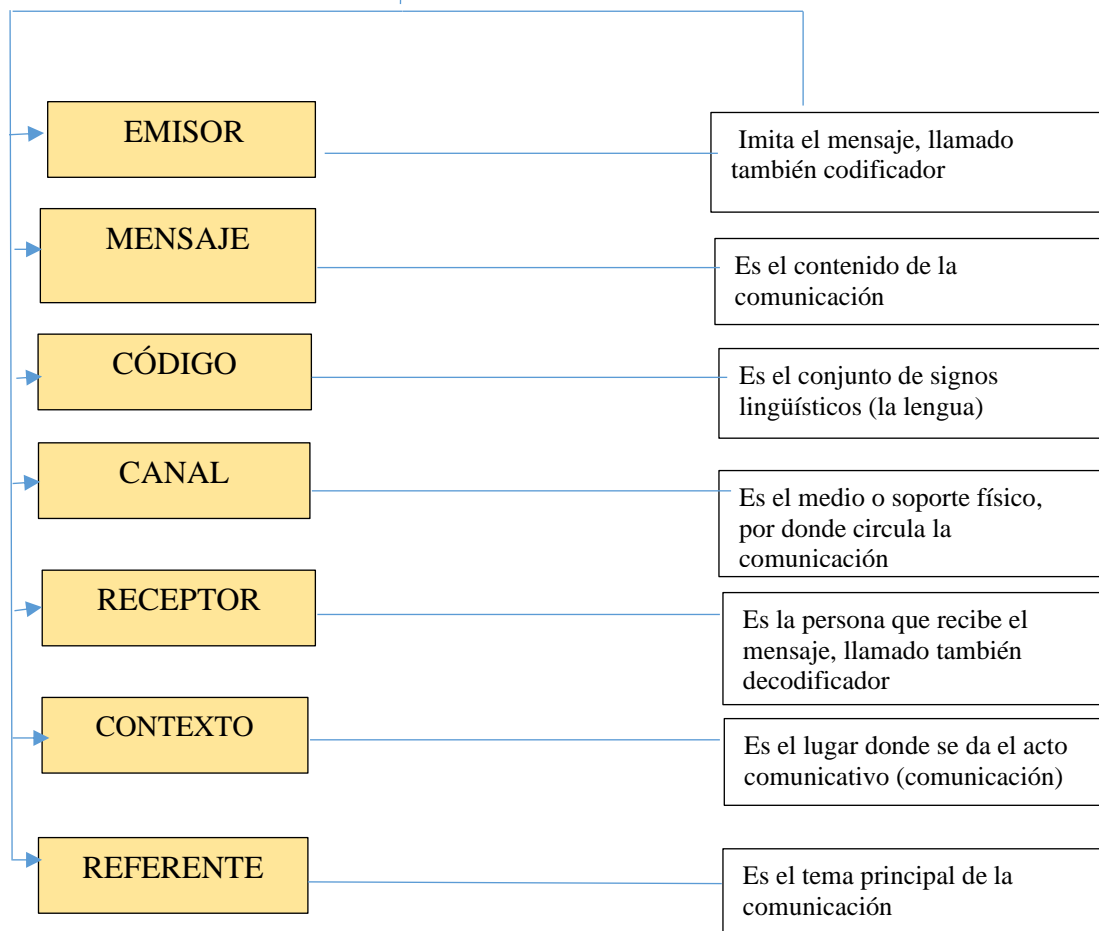 EMISOR
Imita el mensaje, llamado
también codificador
MENSAJE
Es el contenido de la
comunicación
CÓDIGO
Es el conjunto de signos
lingüísticos (la lengua)
CANAL
Es el medio o soporte físico,
por donde circula la
comunicación
RECEPTOR
Es la persona que recibe el
mensaje, llamado también
decodificador
CONTEXTO
Es el lugar donde se da el acto
comunicativo (comunicación)
REFERENTE
Es el tema principal de la
comunicación